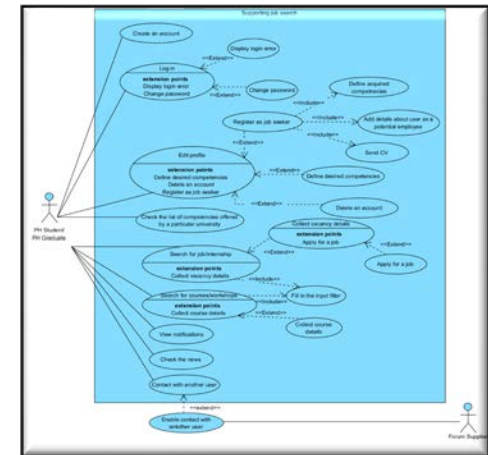 Supporting job search
Create an account
<<Extend>>
Display login error
Log in
extension points
Display login error
Change password
Change password
<<Extend>>
Define acquired
competencies
<<Include>>
Register as job seeker
<<Include>>
Add details about user as a
potential employee
<<Extend>>
<<Include>>
Send CV
Edit profile
extension points
Define desired competencies
Delete an account
Register as job seeker
<<Extend>>
Define desired competencies
Delete an account
<<Extend>>
PH Student/
PH Graduate
Check the list of competencies offered
by a particular university
Collect vacancy details
extension points
Apply for a job
<<Extend>>
<<Extend>>
Search for job/internship
extension points
Collect vacancy details
Apply for a job
<<Include>>
Search for courses/workshops
extension points
Collect course details
Fill in the input filter
<<Include>>
<<Extend>>
Collect course
details
View notifications
Check the news
Contact with another user
<<extend>>
Enable contact with
another user
Forum Supplier